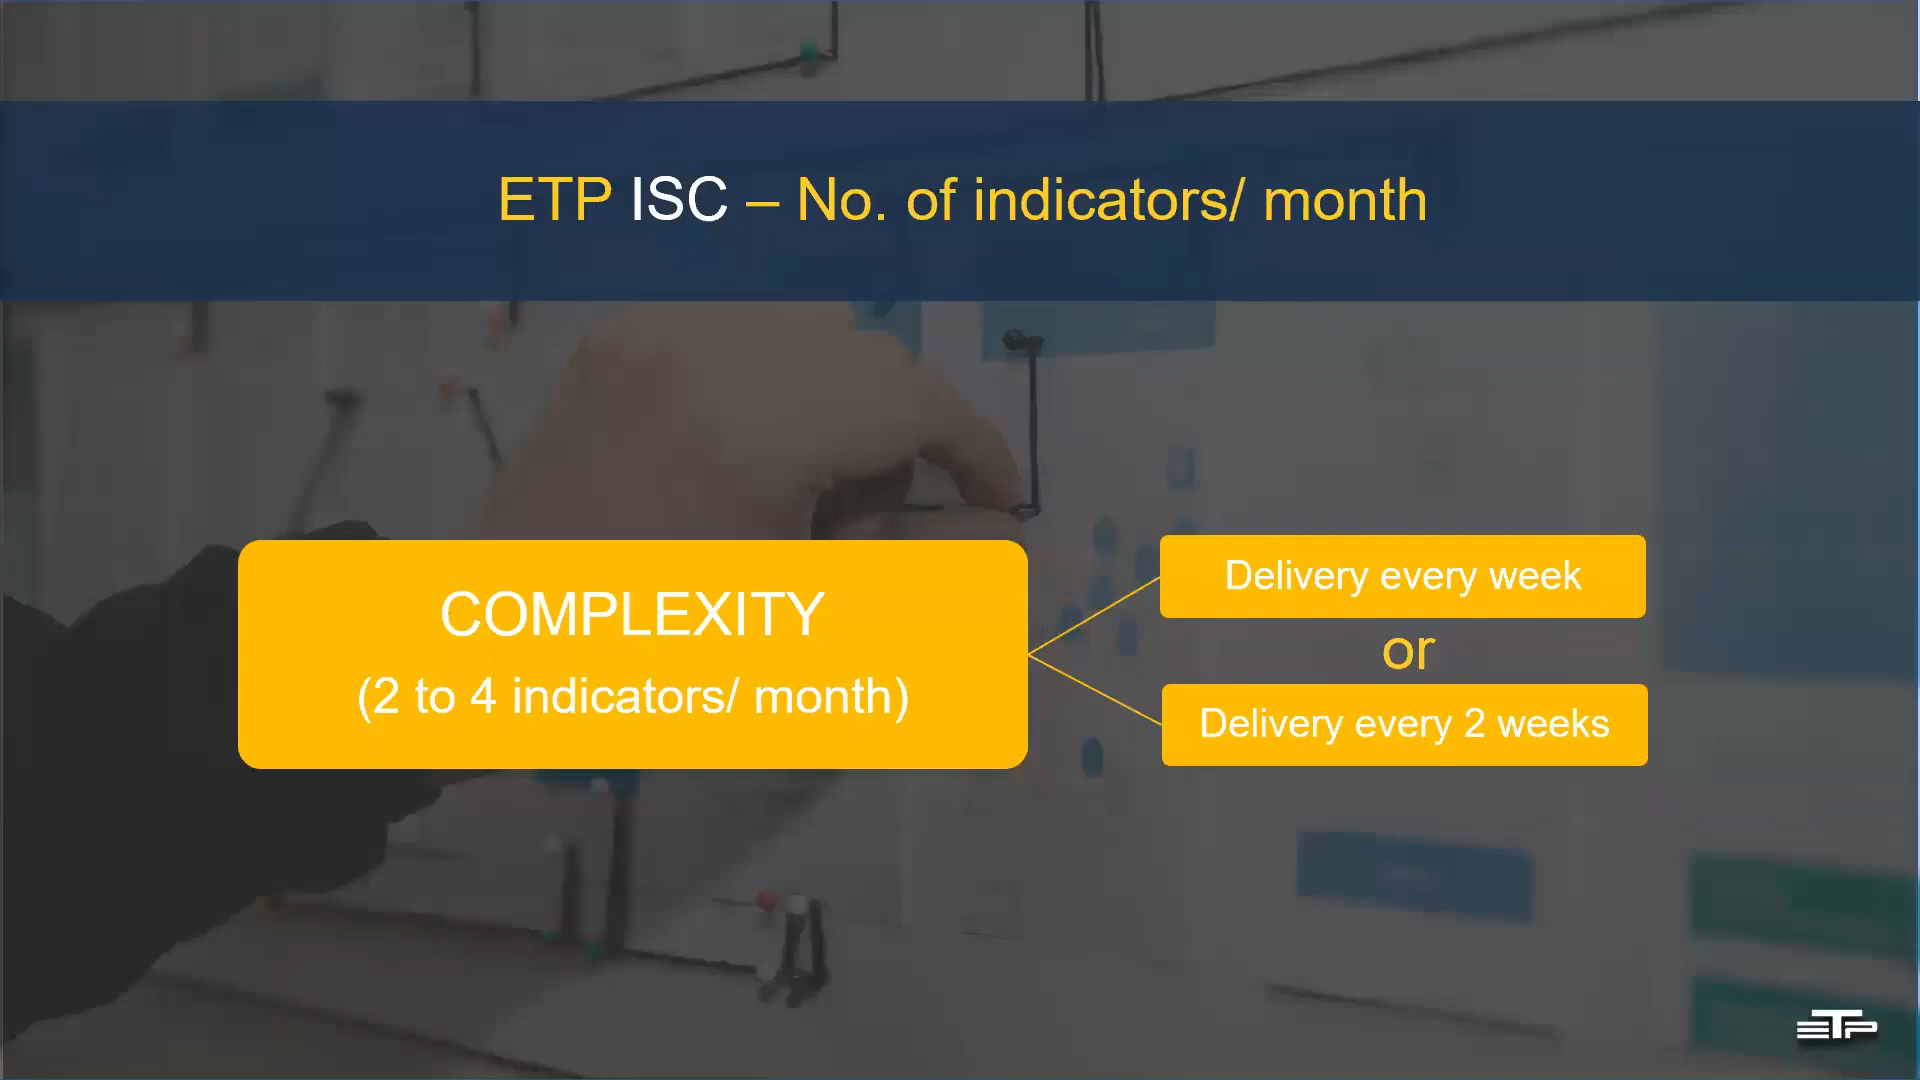 ETP ISC – No. of indicators/ month
COMPLEXITY
(2 to 4 indicators/ month)
Delivery every week
or
Delivery every 2 weeks
ETP